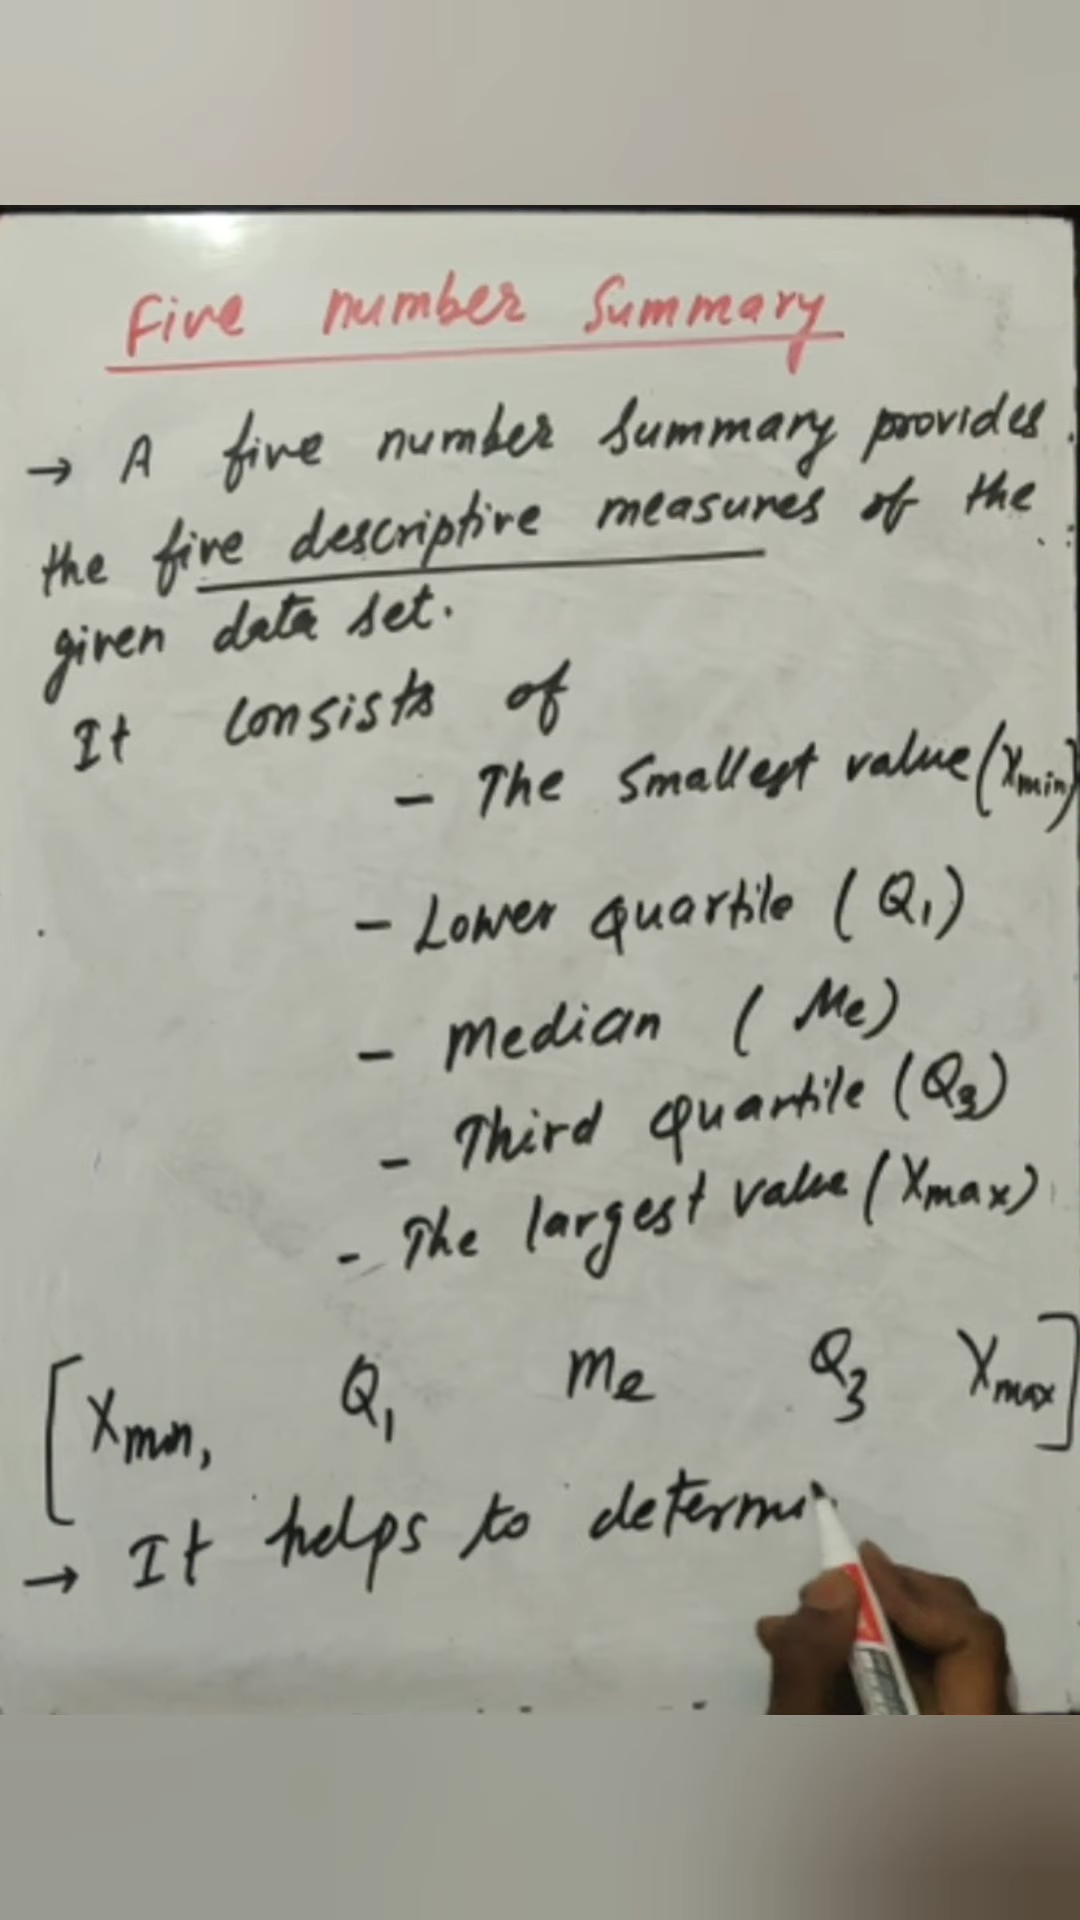 Five number Summary
→ A five number Summary provides
the five descriptive measures of the
given data set.
It consists of
- The Smallest value (Xmin)
- Lower Quartile (Q1)
- Median (Me)
- Third Quartile (Q3)
- The largest value (Xmax)
[Xmin, Q1 Me Q3 Xmax]
→ It helps to determi